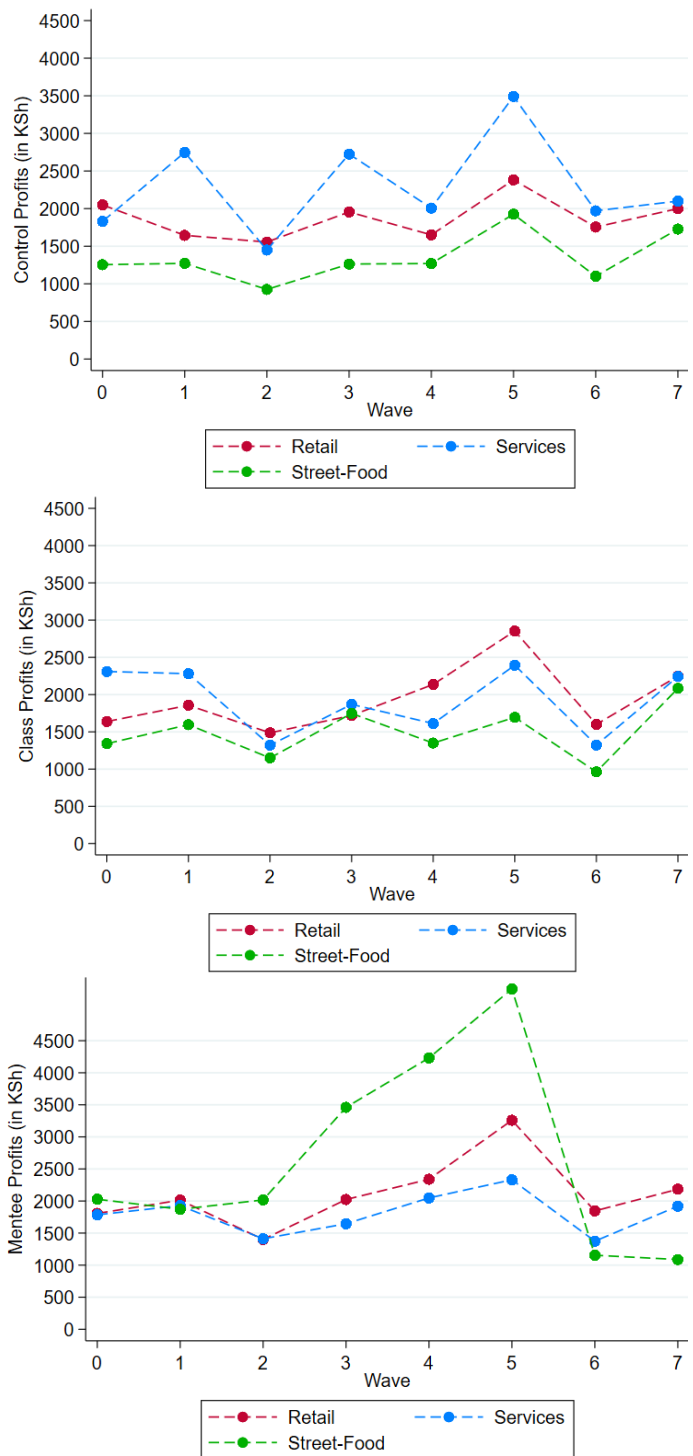 4500
4000
3500
3000
2500
2000
1500
1000
500
0
Control Profits (in KSh)
0 1 2 3 4 5 6 7
Wave
Retail Services
Street-Food
4500
4000
3500
3000
2500
2000
1500
1000
500
0
Class Profits (in KSh)
0 1 2 3 4 5 6 7
Wave
Retail Services
Street-Food
4500
4000
3500
3000
2500
2000
1500
1000
500
0
Mentee Profits (in KSh)
0 1 2 3 4 5 6 7
Wave
Retail Services
Street-Food